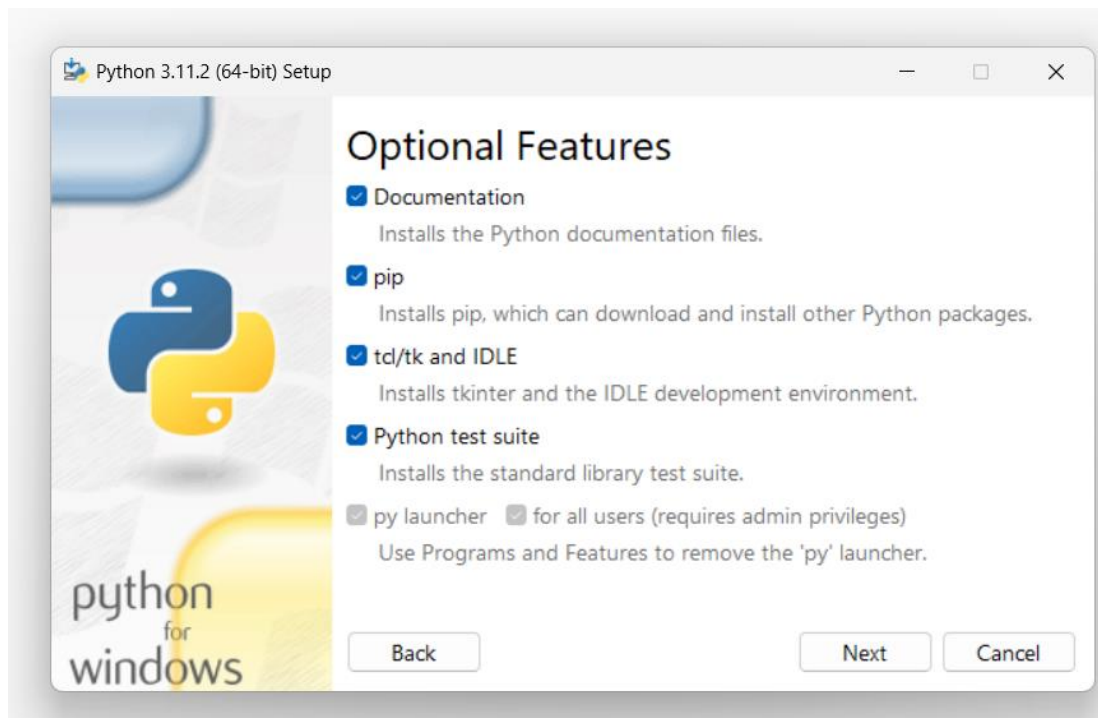 Python 3.11.2 (64-bit) Setup
Optional Features
Documentation
Installs the Python documentation files.
pip
Installs pip, which can download and install other Python packages.
tcl/tk and IDLE
Installs tkinter and the IDLE development environment.
Python test suite
Installs the standard library test suite.
py launcher for all users (requires admin privileges)
Use Programs and Features to remove the 'py' launcher.
python
for
windows
Back Next Cancel